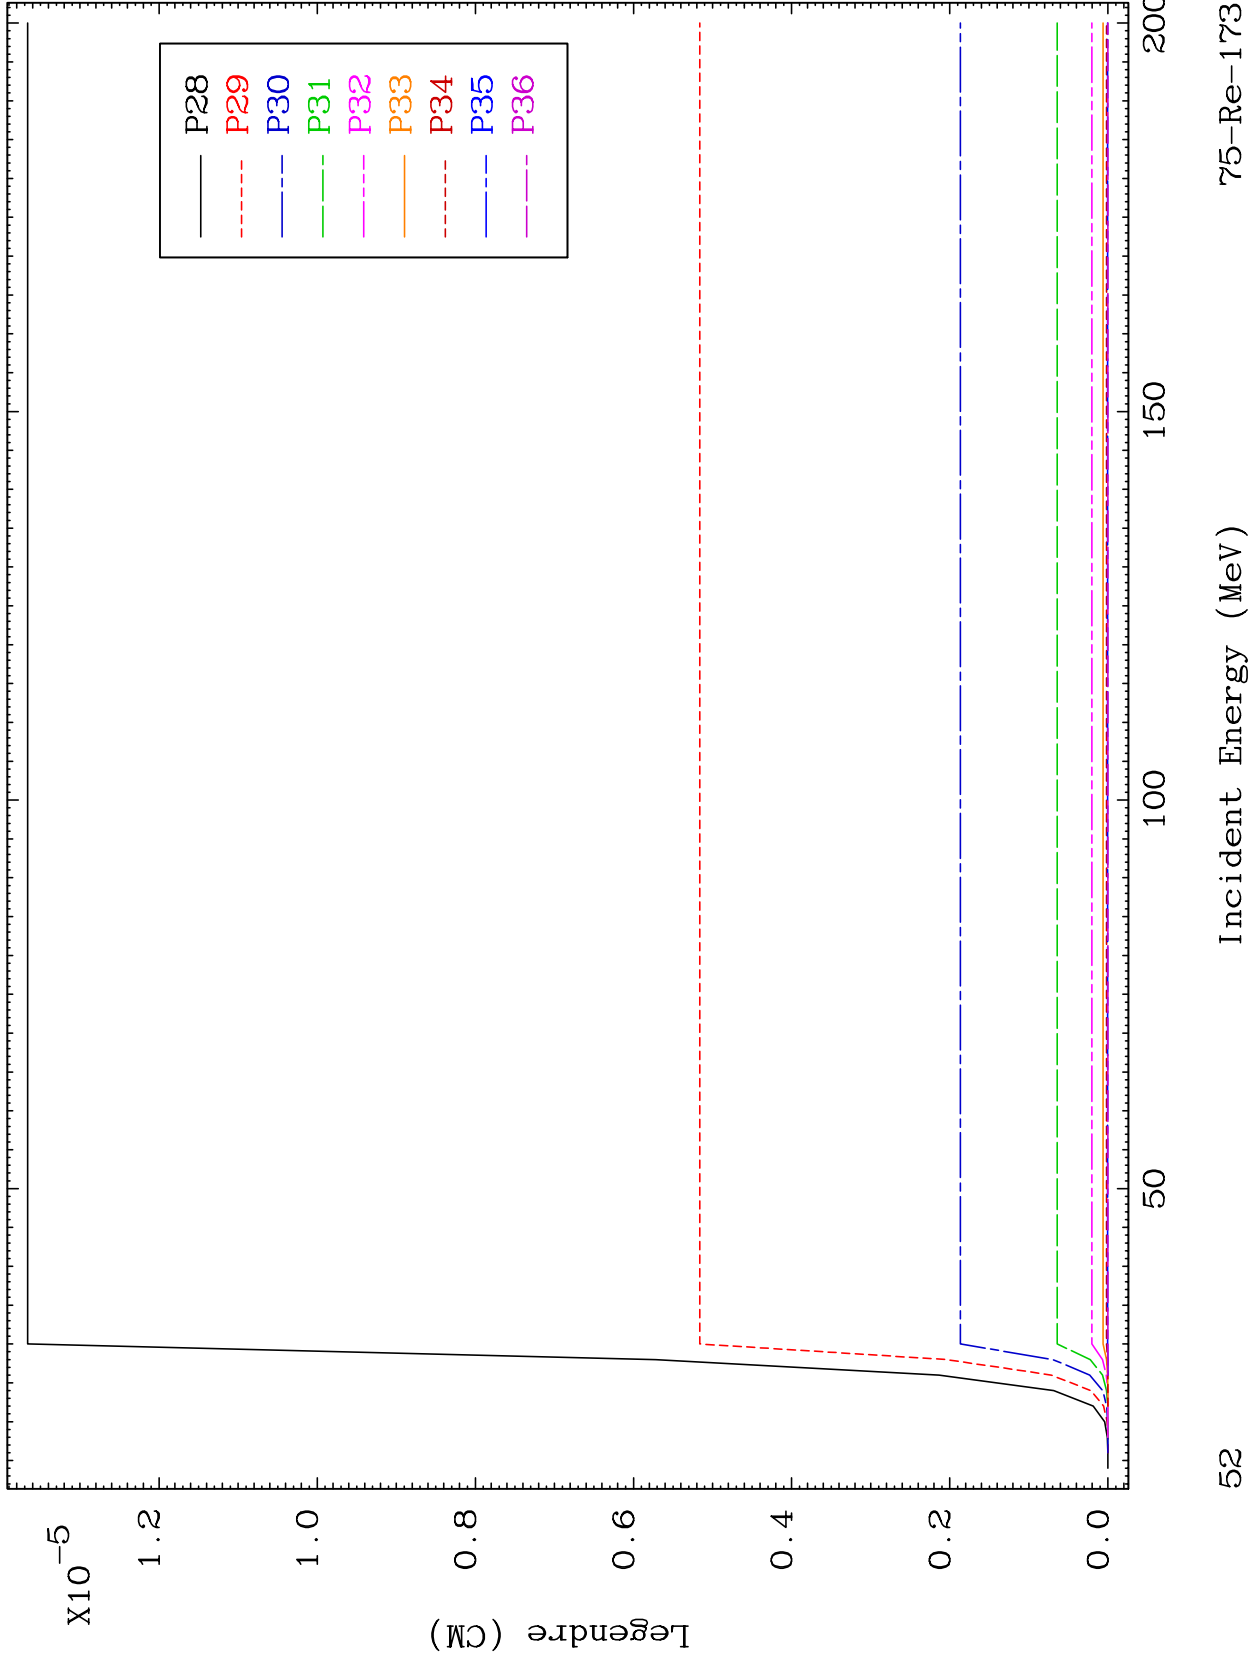 X10-5
1.2
1.0
0.8
0.6
0.4
0.2
0.0
Legendre (CM)
P28
P29
P30
P31
P32
P33
P34
P35
P36
50
100
150
200
Incident Energy (MeV)
52
75-Re-173